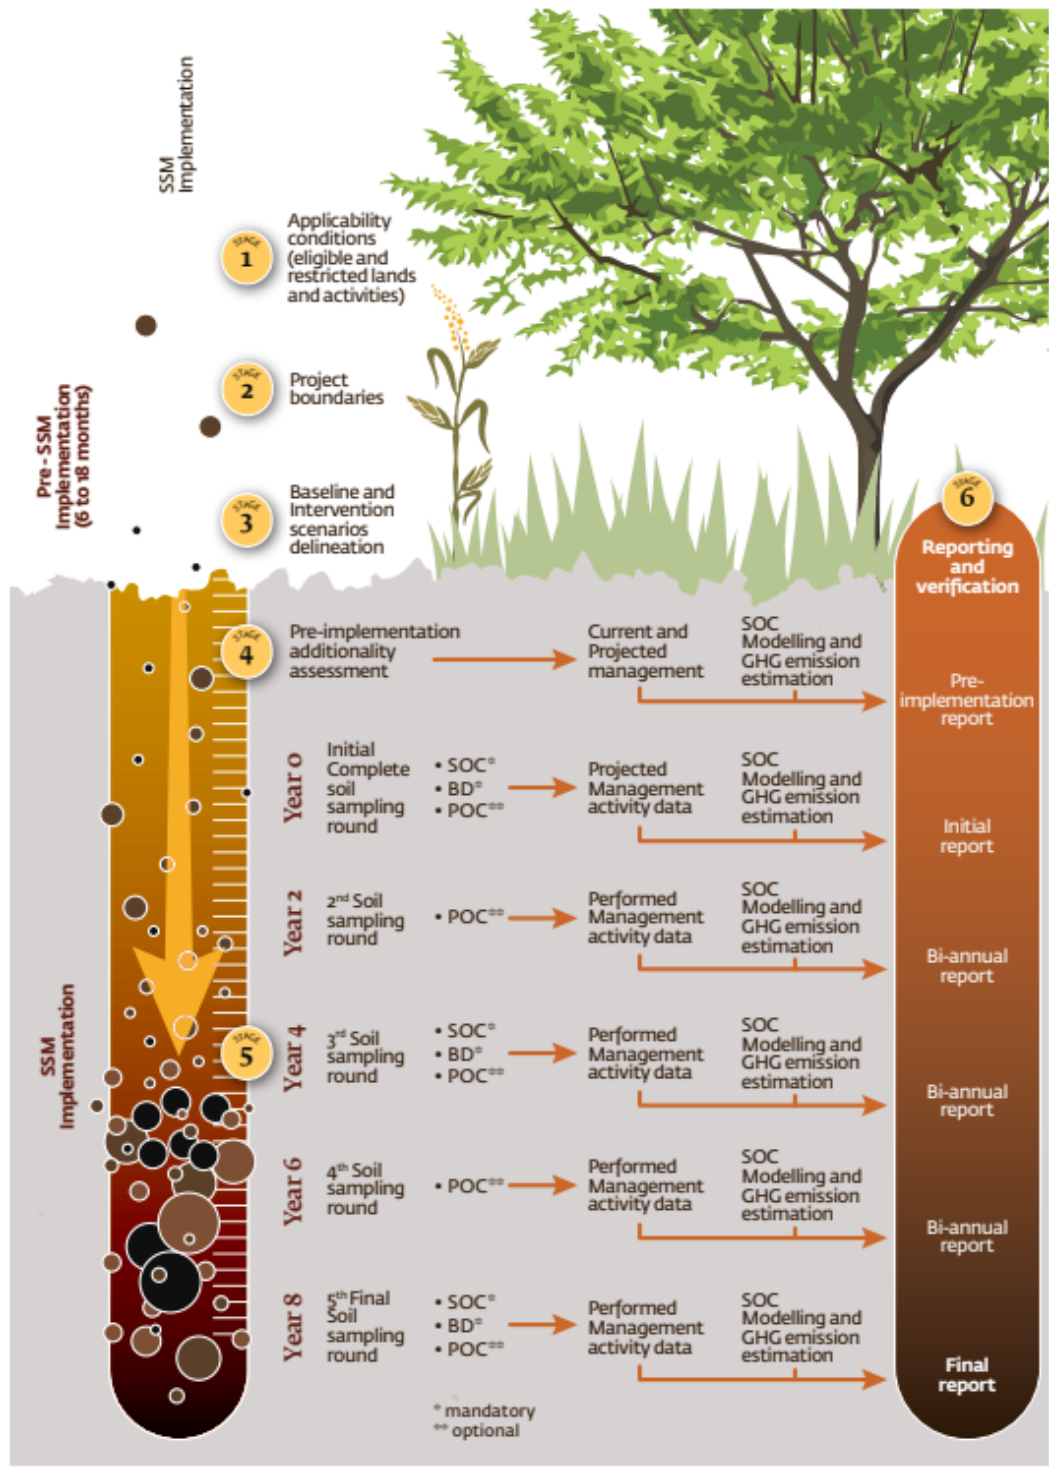 SSM
Implementation
STAGE
1
Applicability
conditions
(eligible and
restricted lands
and activities)
STAGE
2
Project
boundaries
Pre - SSM
Implementation
(6 to 18 months)
STAGE
3
Baseline and
Intervention
scenarios
delineation
STAGE
6
Reporting
and
verification
STAGE
4
Pre-implementation
additionality
assessment
Current and
Projected
management
SOC
Modelling and
GHG emission
estimation
Pre-
implementation
report
Year 0
Initial
Complete
soil
sampling
round
• SOC*
• BD*
• POC**
Projected
Management
activity data
SOC
Modelling and
GHG emission
estimation
Initial
report
Year 2
2nd Soil
sampling
round
• POC**
Performed
Management
activity data
SOC
Modelling and
GHG emission
estimation
Bi-annual
report
SSM
Implementation
STAGE
5
Year 4
3rd Soil
sampling
round
• SOC*
• BD*
• POC**
Performed
Management
activity data
SOC
Modelling and
GHG emission
estimation
Bi-annual
report
Year 6
4th Soil
sampling
round
• POC**
Performed
Management
activity data
SOC
Modelling and
GHG emission
estimation
Bi-annual
report
Year 8
5th Final
Soil
sampling
round
• SOC*
• BD*
• POC**
Performed
Management
activity data
SOC
Modelling and
GHG emission
estimation
Final
report
* mandatory
** optional